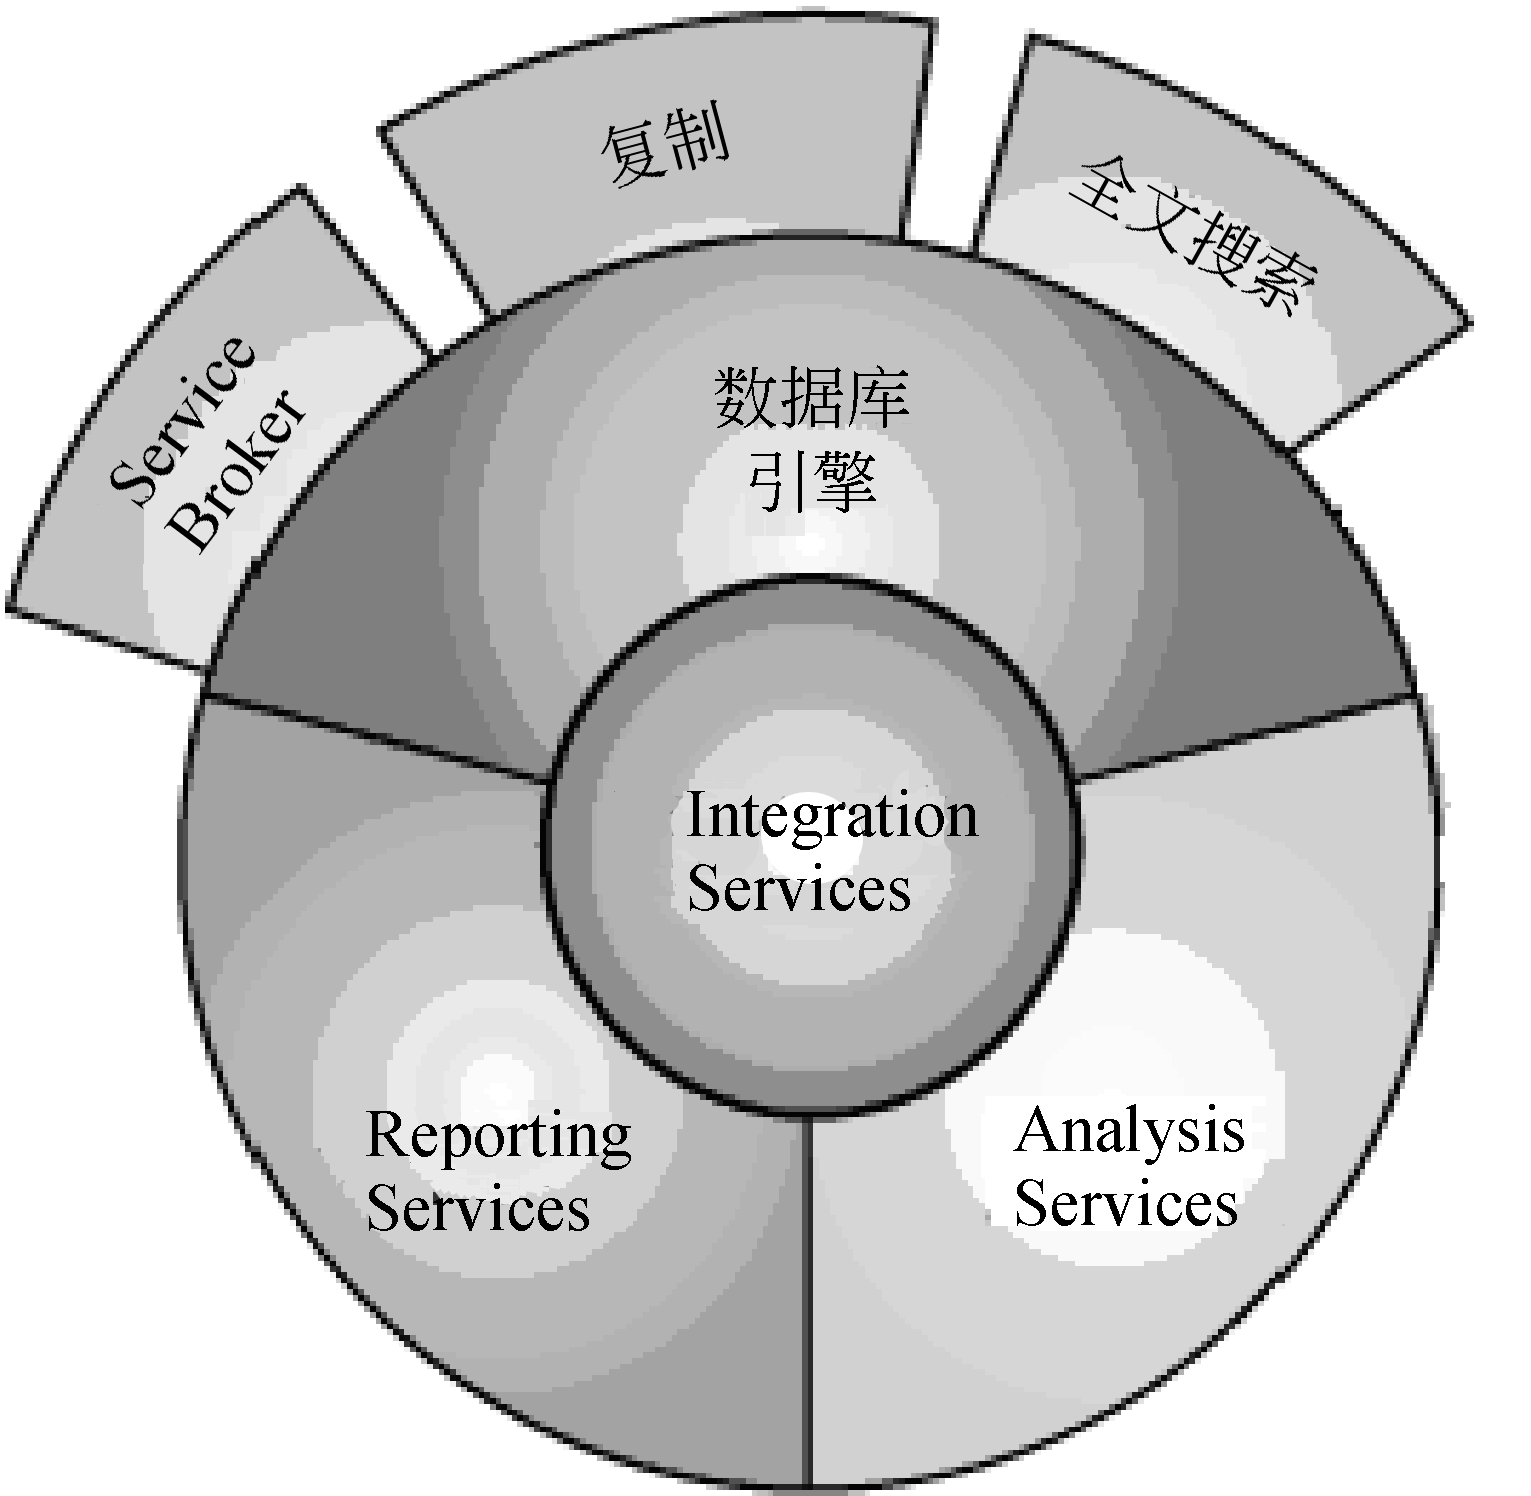 复制
全文搜索
Service
Broker
数据库
引擎
Integration
Services
Reporting
Services
Analysis
Services